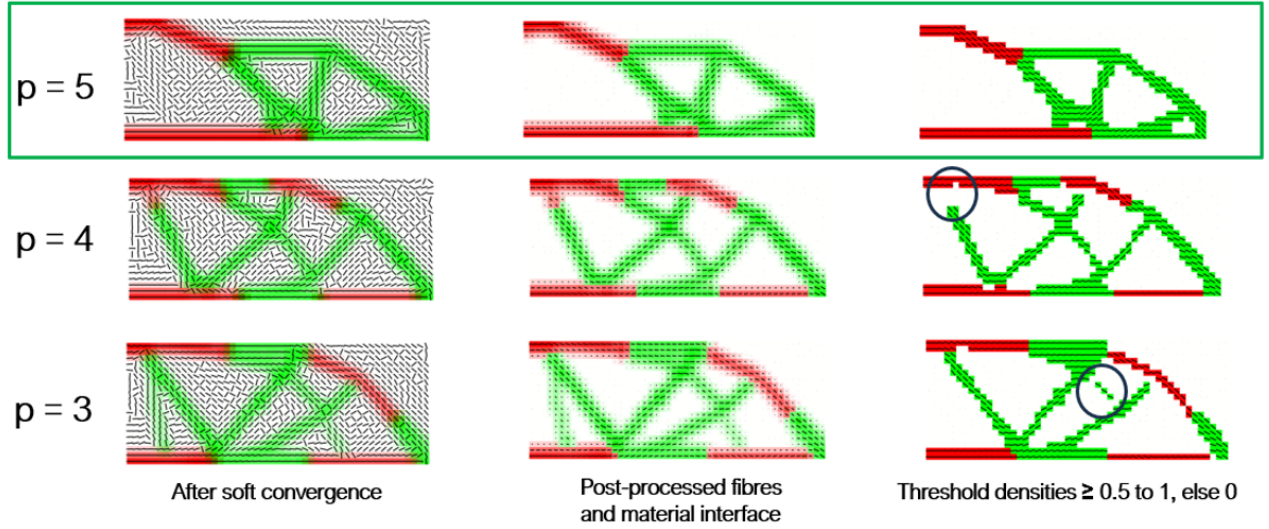 p = 5
p = 4
p = 3
After soft convergence
Post-processed fibres
and material interface
Threshold densities ≥ 0.5 to 1, else 0